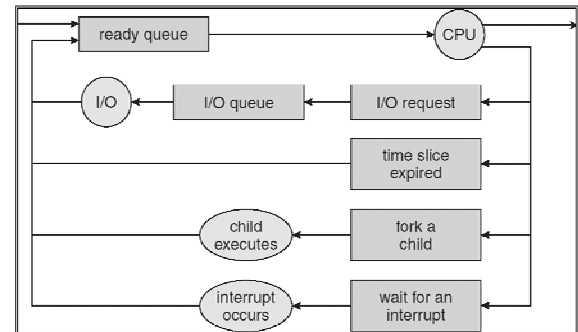 ready queue
CPU
I/O
I/O queue
I/O request
time slice
expired
child
executes
fork a
child
interrupt
occurs
wait for an
interrupt